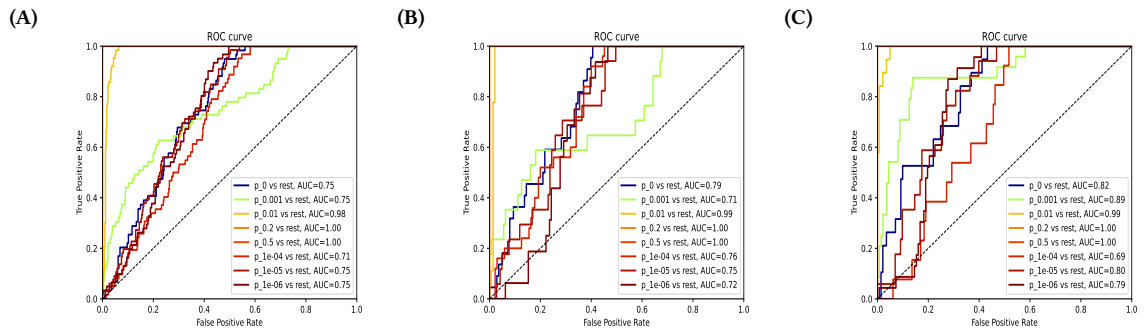 (A)
ROC curve
True Positive Rate
1.0
0.8
0.6
0.4
0.2
0.0
0.0 0.2 0.4 0.6 0.8 1.0
False Positive Rate
p_0 vs rest, AUC=0.75
p_0.001 vs rest, AUC=0.75
p_0.01 vs rest, AUC=0.98
p_0.2 vs rest, AUC=1.00
p_0.5 vs rest, AUC=1.00
p_1e-04 vs rest, AUC=0.71
p_1e-05 vs rest, AUC=0.75
p_1e-06 vs rest, AUC=0.75
(B)
ROC curve
True Positive Rate
1.0
0.8
0.6
0.4
0.2
0.0
0.0 0.2 0.4 0.6 0.8 1.0
False Positive Rate
p_0 vs rest, AUC=0.79
p_0.001 vs rest, AUC=0.71
p_0.01 vs rest, AUC=0.99
p_0.2 vs rest, AUC=1.00
p_0.5 vs rest, AUC=1.00
p_1e-04 vs rest, AUC=0.76
p_1e-05 vs rest, AUC=0.75
p_1e-06 vs rest, AUC=0.72
(C)
ROC curve
True Positive Rate
1.0
0.8
0.6
0.4
0.2
0.0
0.0 0.2 0.4 0.6 0.8 1.0
False Positive Rate
p_0 vs rest, AUC=0.82
p_0.001 vs rest, AUC=0.89
p_0.01 vs rest, AUC=0.99
p_0.2 vs rest, AUC=1.00
p_0.5 vs rest, AUC=1.00
p_1e-04 vs rest, AUC=0.69
p_1e-05 vs rest, AUC=0.80
p_1e-06 vs rest, AUC=0.79